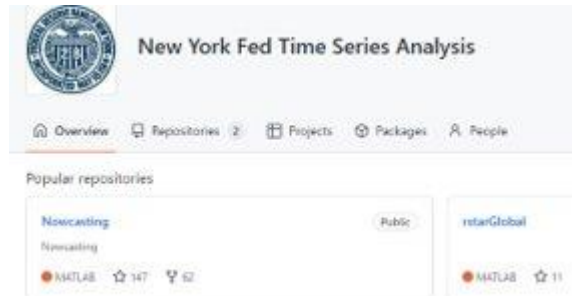 New York Fed Time Series Analysis
Overview Repositories 2 Projects Packages People
Popular repositories
Nowcasting Public
Nowcasting
MATLAB 147 62
rstarGlobal
MATLAB 11